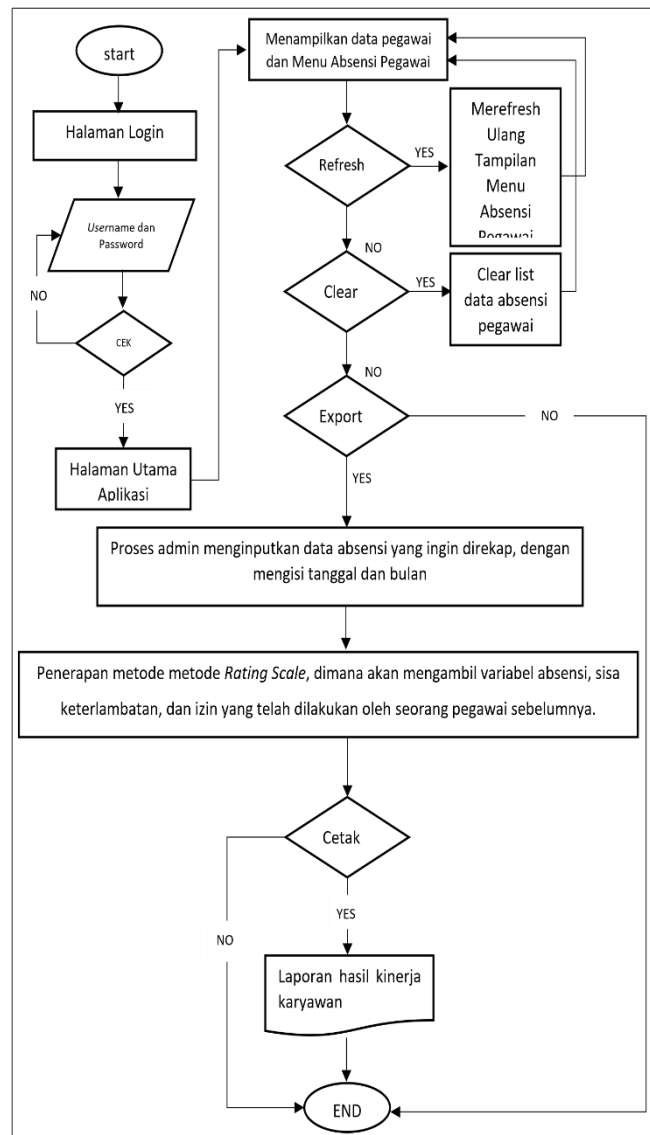 start
Halaman Login
Username dan
Password
NO
CEK
YES
Halaman Utama
Aplikasi
Menampilkan data pegawai
dan Menu Absensi Pegawai
Refresh
YES
Merefresh
Ulang
Tampilan
Menu
Absensi
Pegawai
NO
Clear
YES
Clear list
data absensi
pegawai
NO
Export
NO
YES
Proses admin menginputkan data absensi yang ingin direkap, dengan
mengisi tanggal dan bulan
Penerapan metode metode Rating Scale, dimana akan mengambil variabel absensi, sisa
keterlambatan, dan izin yang telah dilakukan oleh seorang pegawai sebelumnya.
Cetak
NO
YES
Laporan hasil kinerja
karyawan
END